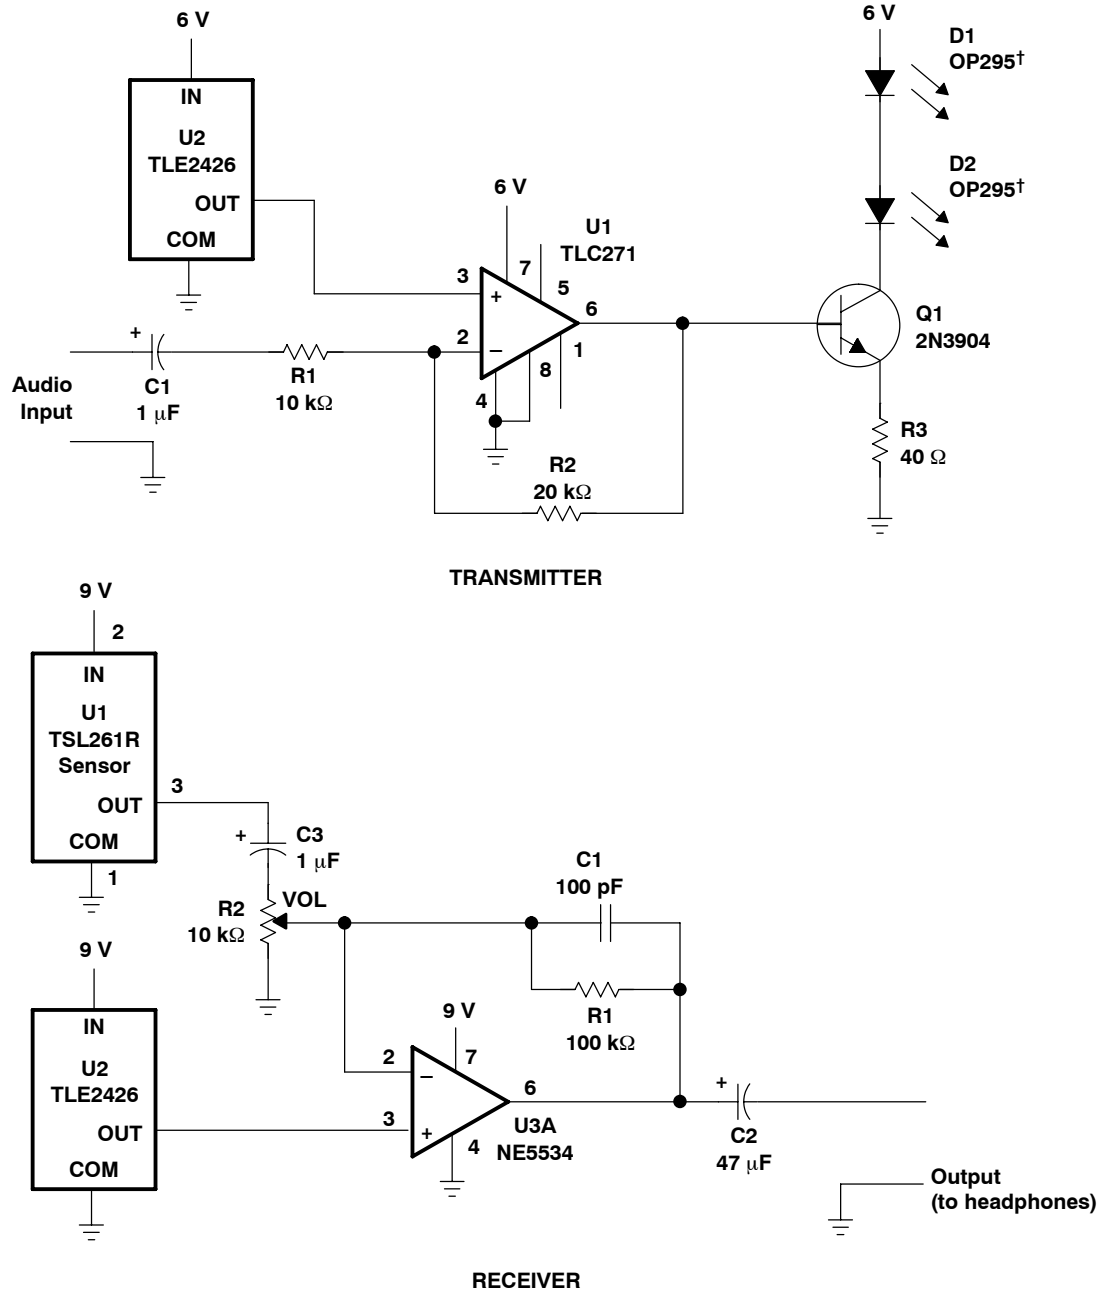 6 V
IN
U2
TLE2426
OUT
COM
6 V
U1
TLC271
3
+
2
−
7
5
6
1
8
4
+
C1
1 µF
Audio
Input
R1
10 kΩ
R2
20 kΩ
6 V
D1
OP295†
D2
OP295†
Q1
2N3904
R3
40 Ω
TRANSMITTER
9 V
2
IN
U1
TSL261R
Sensor
OUT
3
COM
1
+
C3
1 µF
VOL
R2
10 kΩ
C1
100 pF
R1
100 kΩ
9 V
IN
U2
TLE2426
OUT
COM
9 V
7
2
−
3
+
6
4
U3A
NE5534
+
C2
47 µF
Output
(to headphones)
RECEIVER